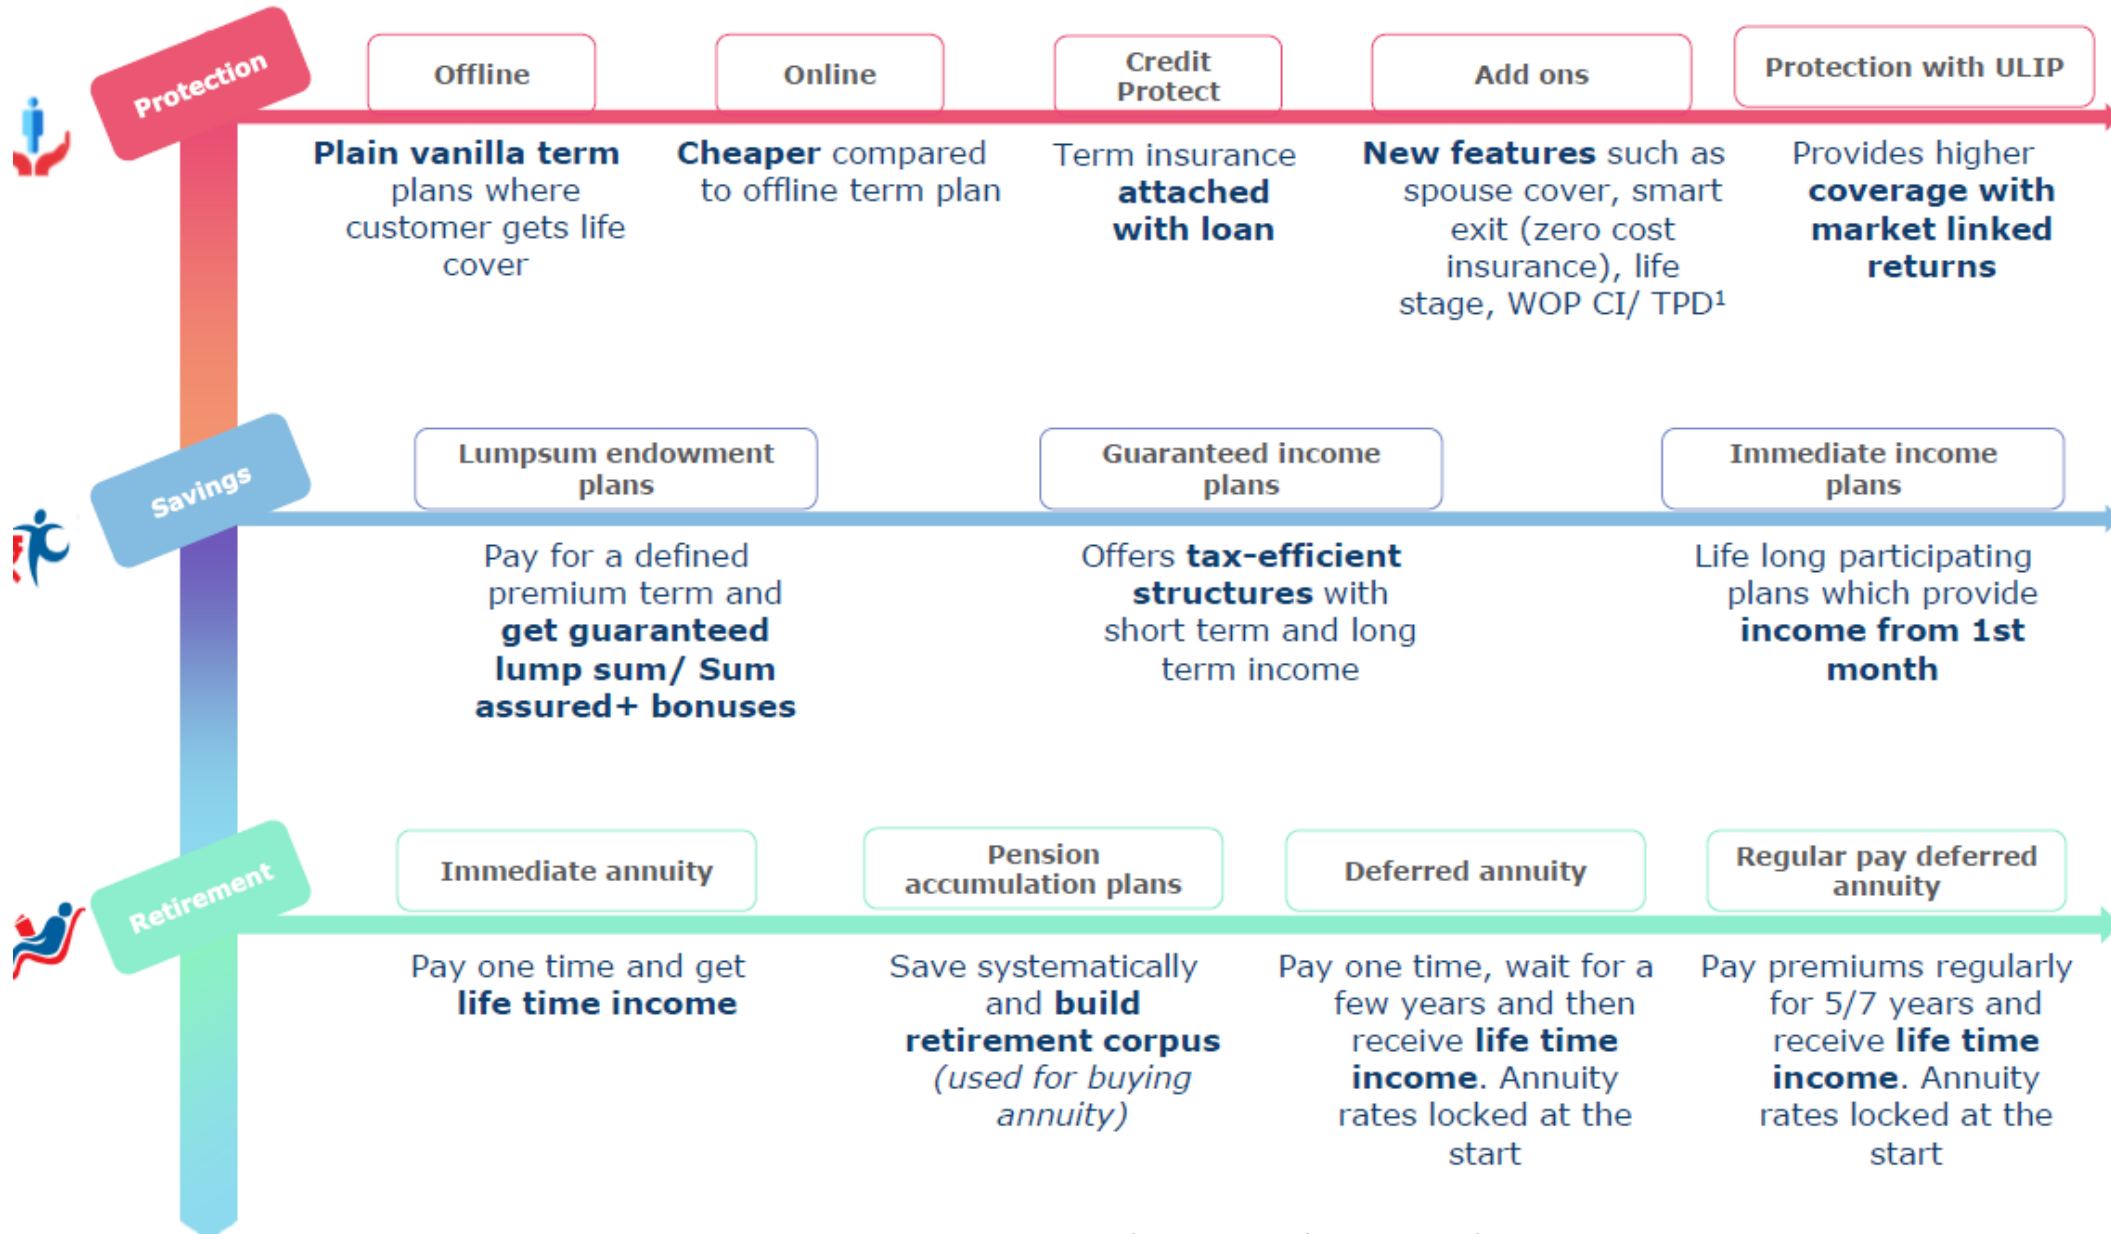 Protection
Offline
Online
Credit
Protect
Add ons
Protection with ULIP
Plain vanilla term
plans where
customer gets life
cover
Cheaper compared
to offline term plan
Term insurance
attached
with loan
New features such as
spouse cover, smart
exit (zero cost
insurance), life
stage, WOP CI/ TPD¹
Provides higher
coverage with
market linked
returns
Savings
Lumpsum endowment
plans
Guaranteed income
plans
Immediate income
plans
Pay for a defined
premium term and
get guaranteed
lump sum/ Sum
assured+ bonuses
Offers tax-efficient
structures with
short term and long
term income
Life long participating
plans which provide
income from 1st
month
Retirement
Immediate annuity
Pension
accumulation plans
Deferred annuity
Regular pay deferred
annuity
Pay one time and get
life time income
Save systematically
and build
retirement corpus
(used for buying
annuity)
Pay one time, wait for a
few years and then
receive life time
income. Annuity
rates locked at the
start
Pay premiums regularly
for 5/7 years and
receive life time
income. Annuity
rates locked at the
start